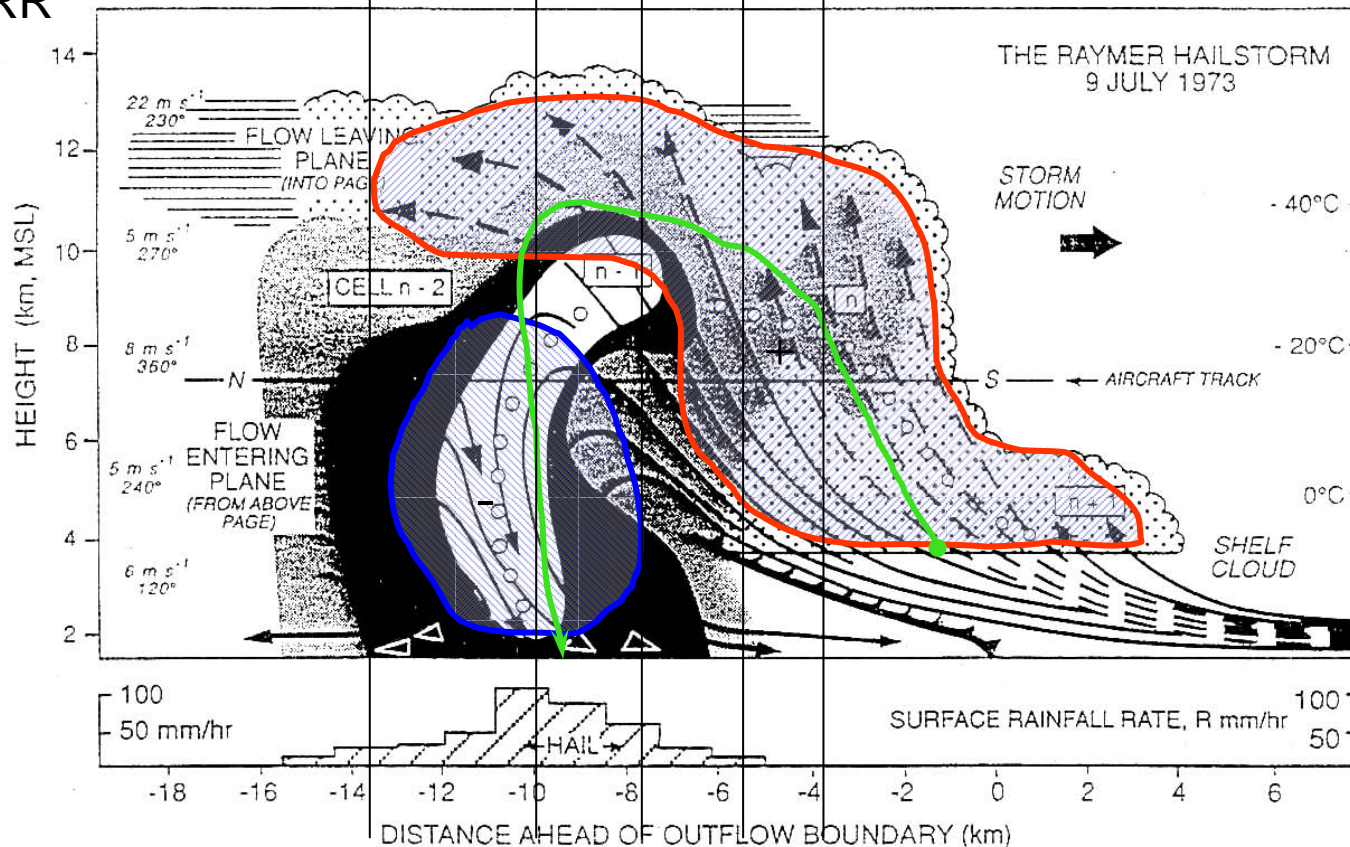 RR
THE RAYMER HAILSTORM
9 JULY 1973
HEIGHT (km, MSL)
14
12
10
8
6
4
2
22 m s⁻¹
230°
FLOW LEAVING
PLANE
(INTO PAGE)
5 m s⁻¹
270°
8 m s⁻¹
360°
N
FLOW
ENTERING
PLANE
(FROM ABOVE
PAGE)
5 m s⁻¹
240°
6 m s⁻¹
120°
CELL n - 2
n - 1
n
n + 1
+
-
STORM
MOTION
- 40°C
- 20°C
S
AIRCRAFT TRACK
0°C
SHELF
CLOUD
100
50 mm/hr
HAIL
SURFACE RAINFALL RATE, R mm/hr
100
50
-18
-16
-14
-12
-10
-8
-6
-4
-2
0
2
4
6
DISTANCE AHEAD OF OUTFLOW BOUNDARY (km)